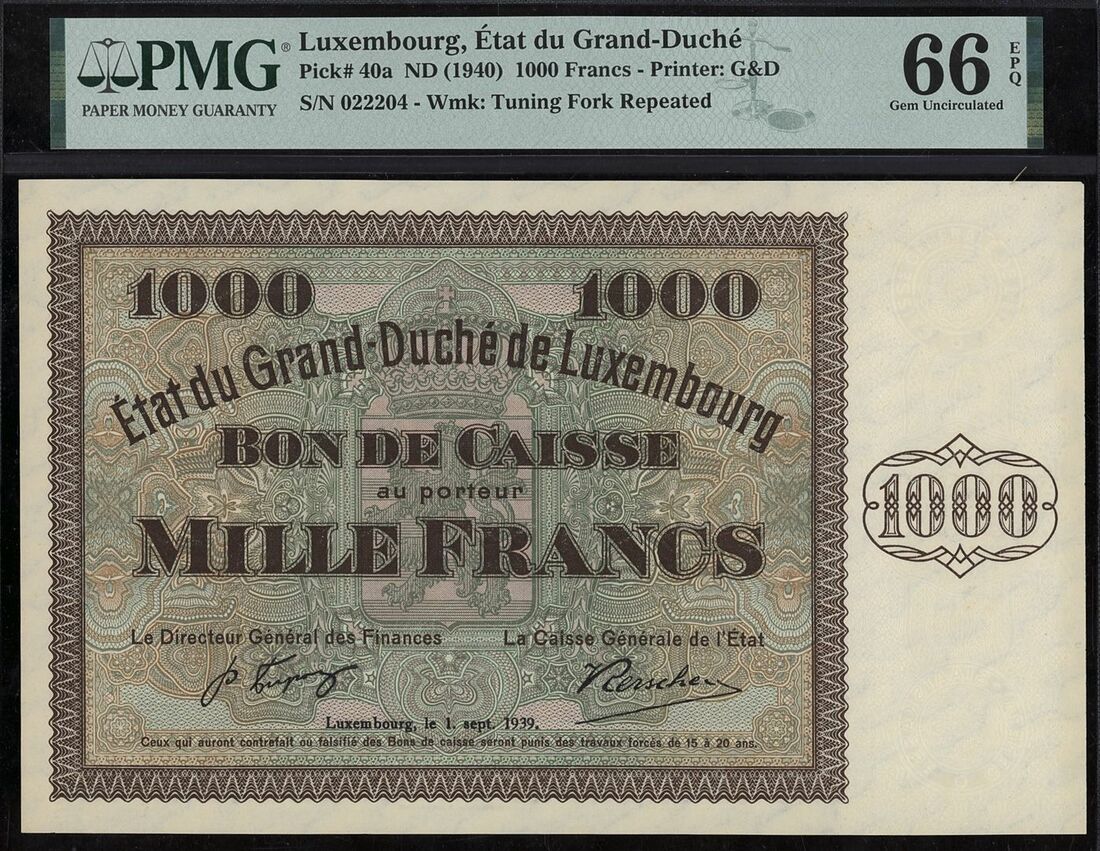 PMG®
PAPER MONEY GUARANTY
Luxembourg, État du Grand-Duché
Pick# 40a ND (1940) 1000 Francs - Printer: G&D
S/N 022204 - Wmk: Tuning Fork Repeated
66
EPQ
Gem Uncirculated
1000 1000
État du Grand-Duché de Luxembourg
BON DE CAISSE
au porteur
MILLE FRANCS
1000
Le Directeur Général des Finances La Caisse Générale de l'État
Luxembourg, le 1. sept. 1939.
Ceux qui auront contrefait ou falsifié des Bons de caisse seront punis des travaux forcés de 15 à 20 ans.